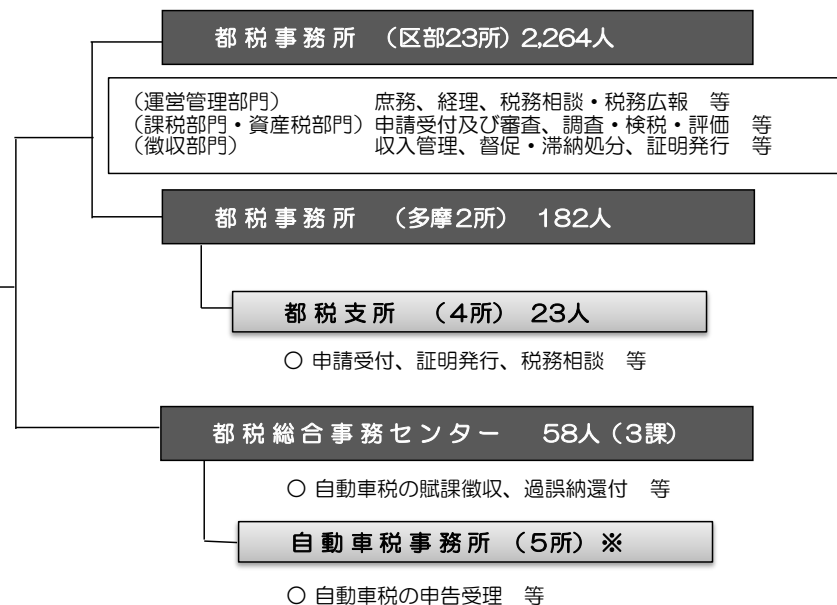 都税事務所　（区部23所）2,264人
（運営管理部門）　庶務、経理、税務相談・税務広報　等
（課税部門・資産税部門）申請受付及び審査、調査・検税・評価　等
（徴収部門）　収入管理、督促・滞納処分、証明発行　等
都税事務所　（多摩2所）　182人
都税支所　（4所）　23人
〇 申請受付、証明発行、税務相談　等
都税総合事務センター　58人（3課）
〇 自動車税の賦課徴収、過誤納還付　等
自動車税事務所（5所）※
〇 自動車税の申告受理　等